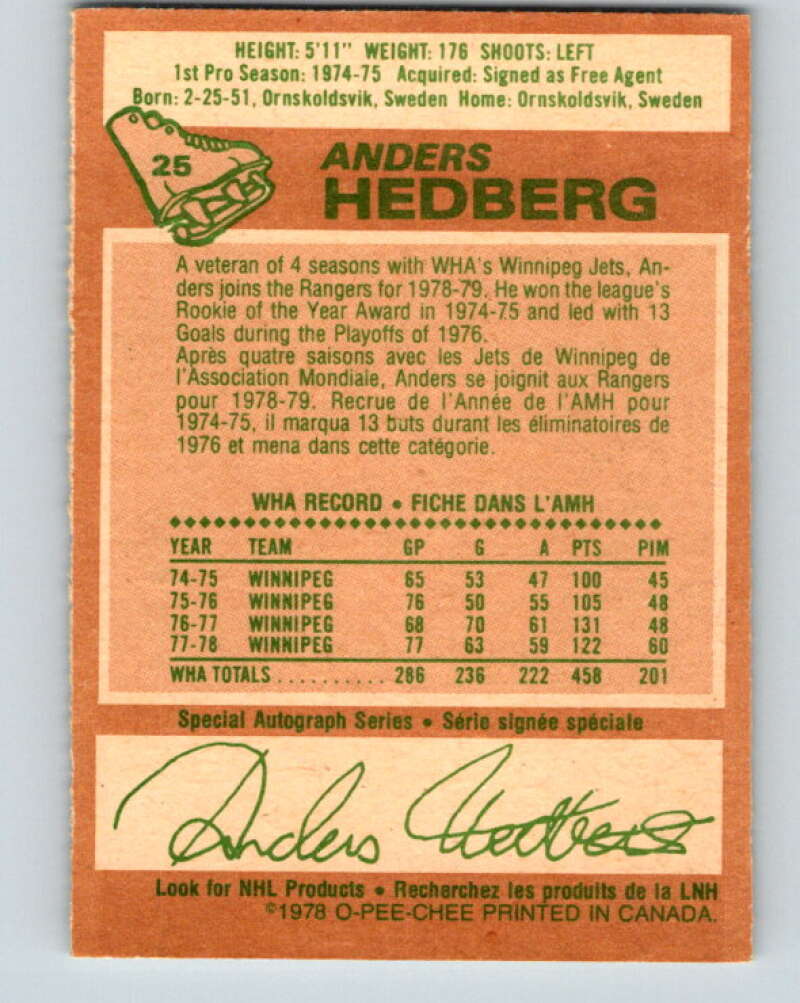 HEIGHT: 5'11" WEIGHT: 176 SHOOTS: LEFT
1st Pro Season: 1974-75 Acquired: Signed as Free Agent
Born: 2-25-51, Ornskoldsvik, Sweden Home: Ornskoldsvik, Sweden
25
ANDERS
HEDBERG
A veteran of 4 seasons with WHA's Winnipeg Jets, An-
ders joins the Rangers for 1978-79. He won the league's
Rookie of the Year Award in 1974-75 and led with 13
Goals during the Playoffs of 1976.
Après quatre saisons avec les Jets de Winnipeg de
l'Association Mondiale, Anders se joignit aux Rangers
pour 1978-79. Recrue de l'Année de l'AMH pour
1974-75, il marqua 13 buts durant les éliminatoires de
1976 et mena dans cette catégorie.
WHA RECORD • FICHE DANS L'AMH
YEAR TEAM GP G A PTS PIM
74-75 WINNIPEG 65 53 47 100 45
75-76 WINNIPEG 76 50 55 105 48
76-77 WINNIPEG 68 70 61 131 48
77-78 WINNIPEG 77 63 59 122 60
WHA TOTALS.......... 286 236 222 458 201
Special Autograph Series • Série signée spéciale
Anders Hedberg
Look for NHL Products • Recherchez les produits de la LNH
©1978 O-PEE-CHEE PRINTED IN CANADA.